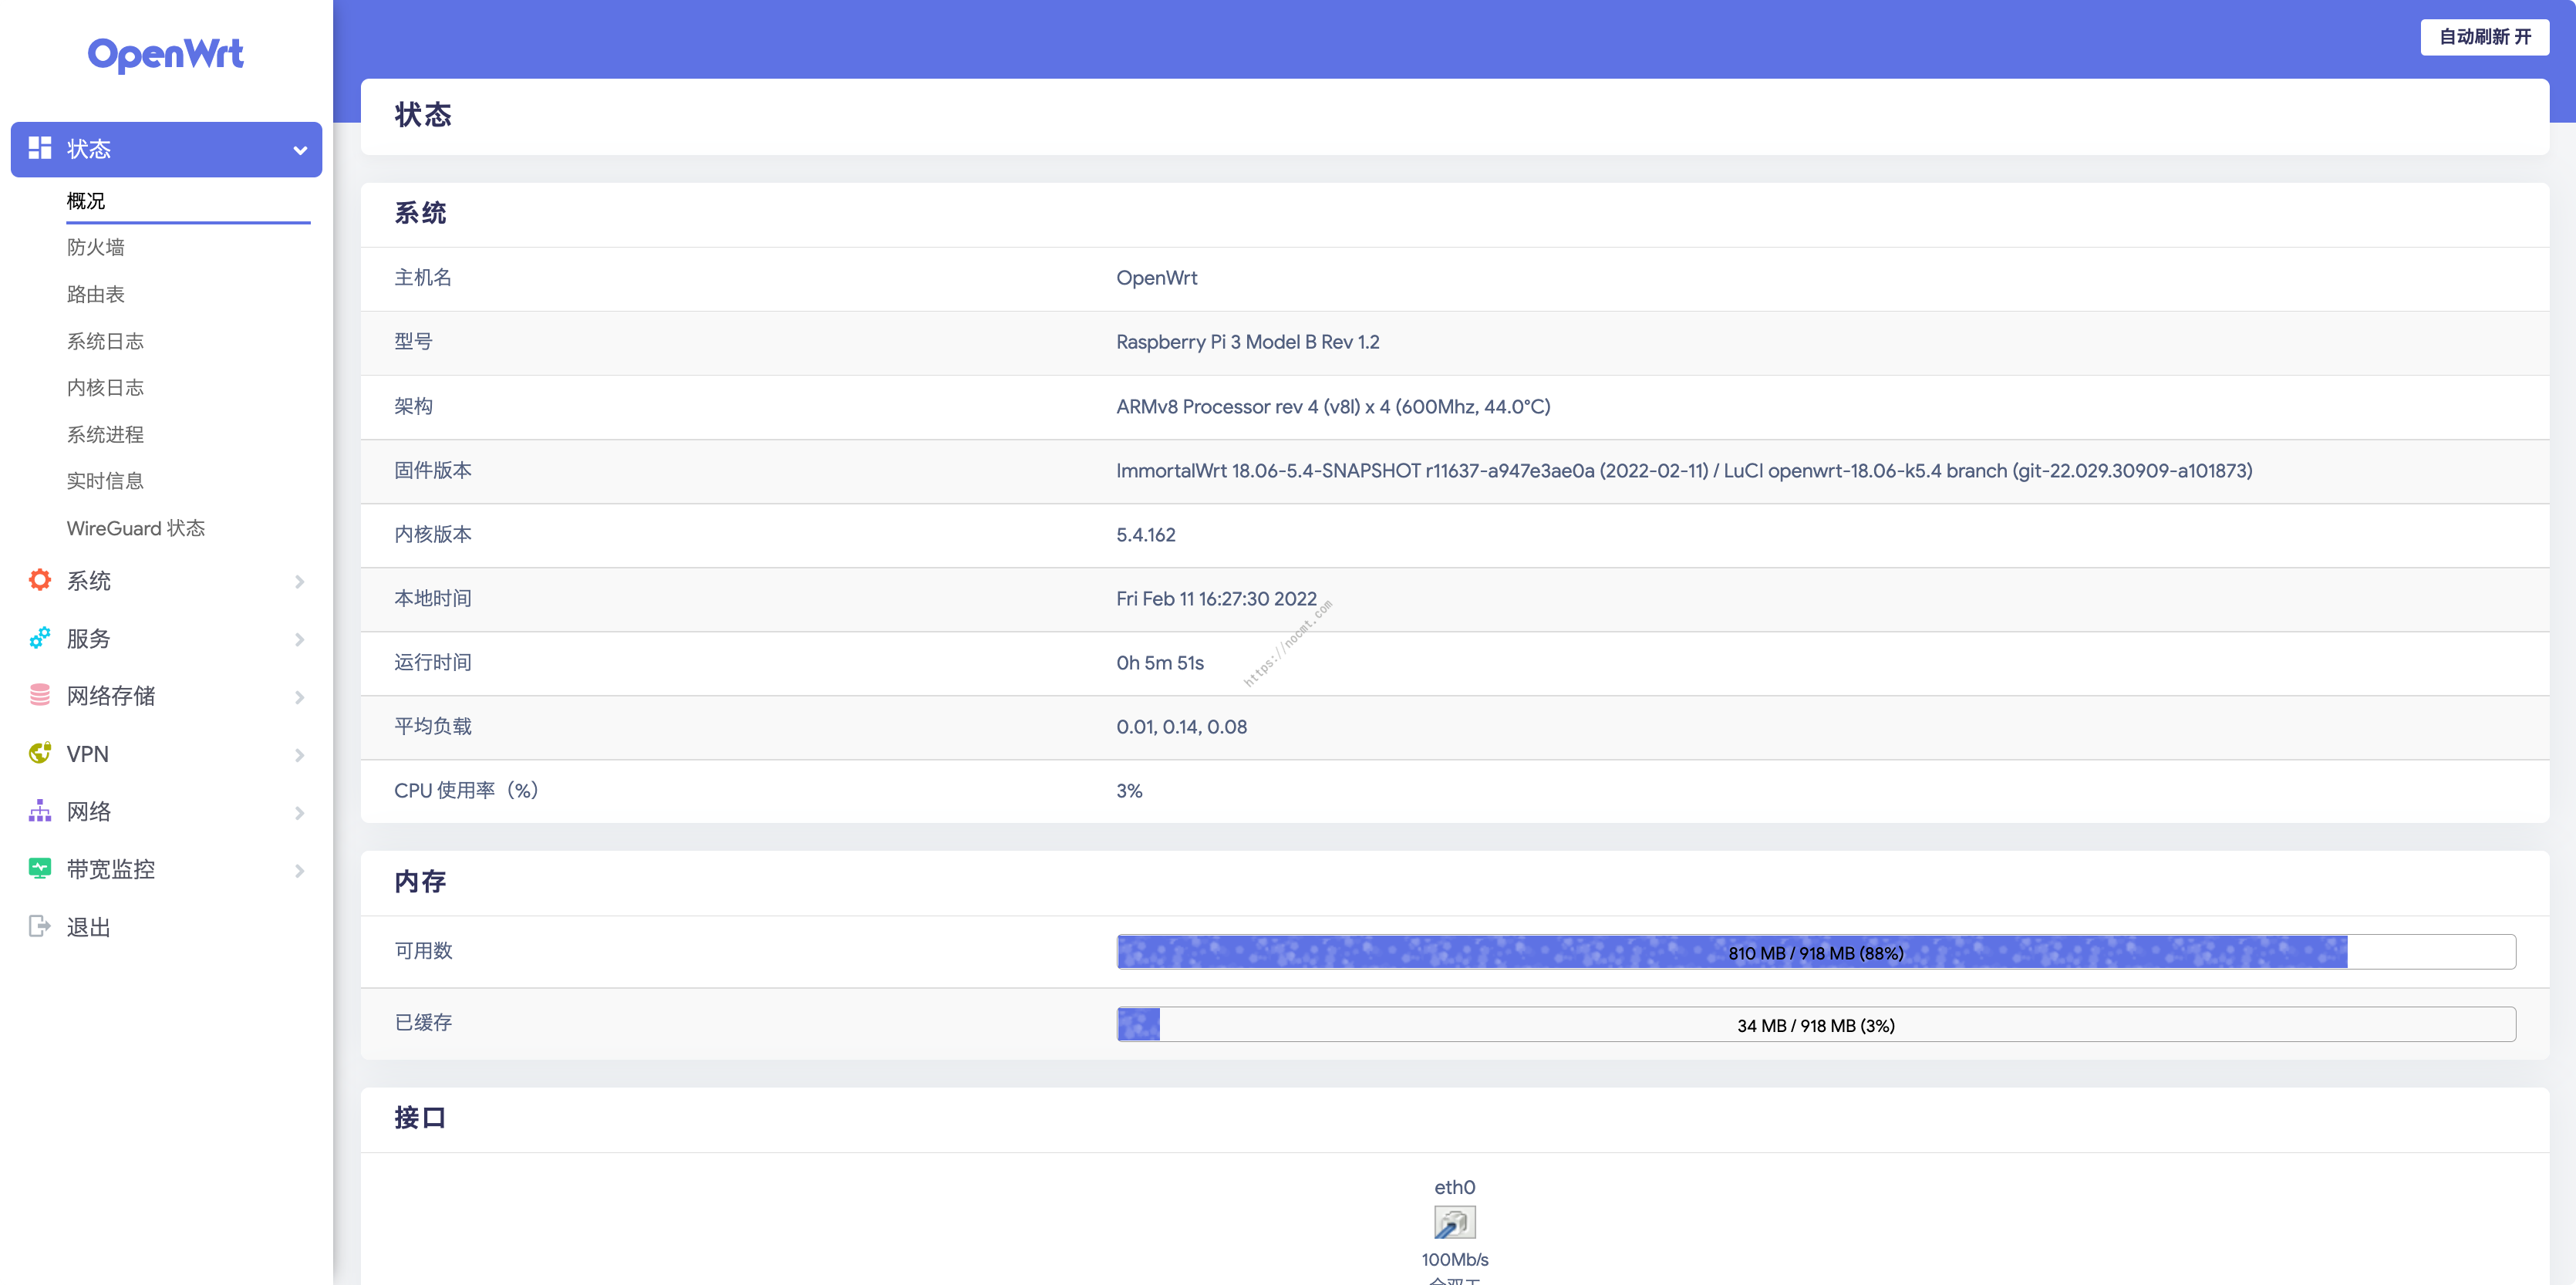 OpenWrt
自动刷新 开
状态
概况
防火墙
路由表
系统日志
内核日志
系统进程
实时信息
WireGuard 状态
系统
服务
网络存储
VPN
网络
带宽监控
退出
状态
系统
主机名 OpenWrt
型号 Raspberry Pi 3 Model B Rev 1.2
架构 ARMv8 Processor rev 4 (v8l) x 4 (600Mhz, 44.0°C)
固件版本 ImmortalWrt 18.06-5.4-SNAPSHOT r11637-a947e3ae0a (2022-02-11) / LuCI openwrt-18.06-k5.4 branch (git-22.029.30909-a101873)
内核版本 5.4.162
本地时间 Fri Feb 11 16:27:30 2022
运行时间 0h 5m 51s
https://nocmt.com
平均负载 0.01, 0.14, 0.08
CPU 使用率（%） 3%
内存
可用数 810 MB / 918 MB (88%)
已缓存 34 MB / 918 MB (3%)
接口
eth0
100Mb/s